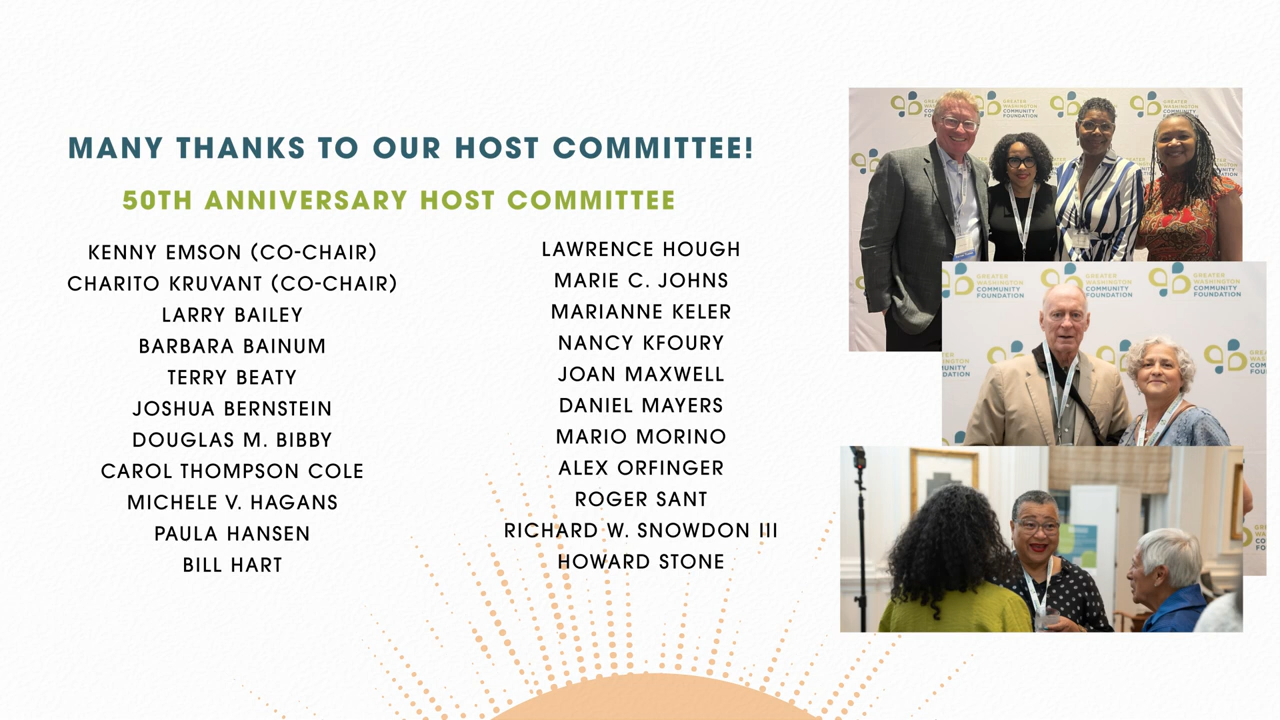 MANY THANKS TO OUR HOST COMMITTEE!
50TH ANNIVERSARY HOST COMMITTEE
KENNY EMSON (CO-CHAIR)
CHARITO KRUVANT (CO-CHAIR)
LARRY BAILEY
BARBARA BAINUM
TERRY BEATY
JOSHUA BERNSTEIN
DOUGLAS M. BIBBY
CAROL THOMPSON COLE
MICHELE V. HAGANS
PAULA HANSEN
BILL HART
LAWRENCE HOUGH
MARIE C. JOHNS
MARIANNE KELER
NANCY KFOURY
JOAN MAXWELL
DANIEL MAYERS
MARIO MORINO
ALEX ORFINGER
ROGER SANT
RICHARD W. SNOWDON III
HOWARD STONE
GREATER
WASHINGTON
COMMUNITY
FOUNDATION